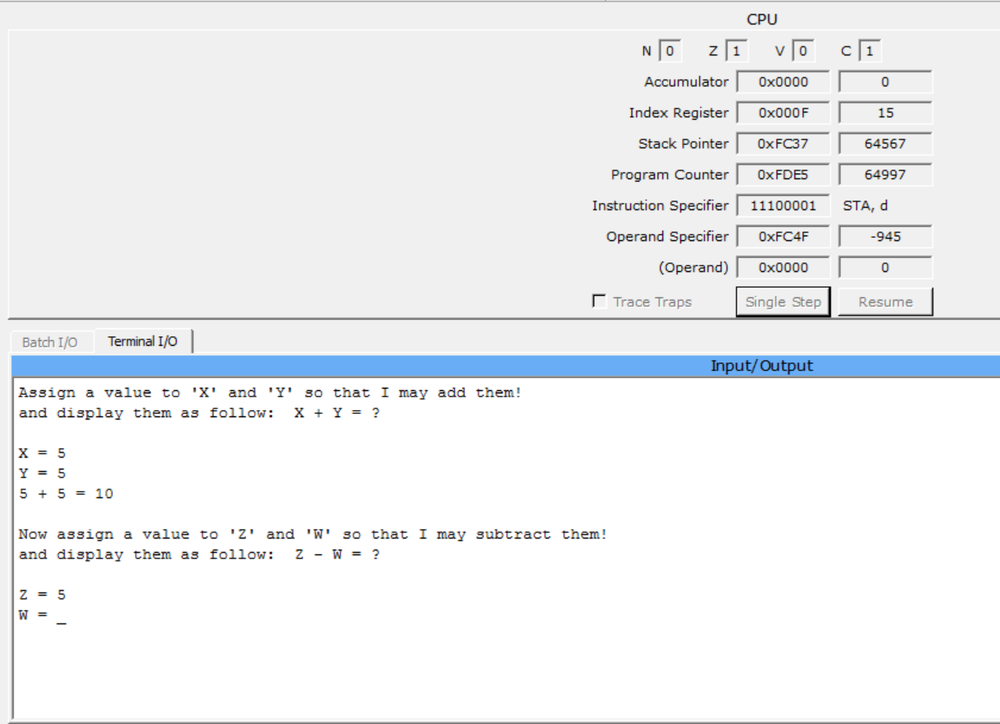 CPU
N 0 Z 1 V 0 C 1
Accumulator 0x0000 0
Index Register 0x000F 15
Stack Pointer 0xFC37 64567
Program Counter 0xFDE5 64997
Instruction Specifier 11100001 STA, d
Operand Specifier 0xFC4F -945
(Operand) 0x0000 0
Trace Traps Single Step Resume
Batch I/O Terminal I/O
Input/Output
Assign a value to 'X' and 'Y' so that I may add them!
and display them as follow:  X + Y = ?
X = 5
Y = 5
5 + 5 = 10
Now assign a value to 'Z' and 'W' so that I may subtract them!
and display them as follow:  Z - W = ?
Z = 5
W = _